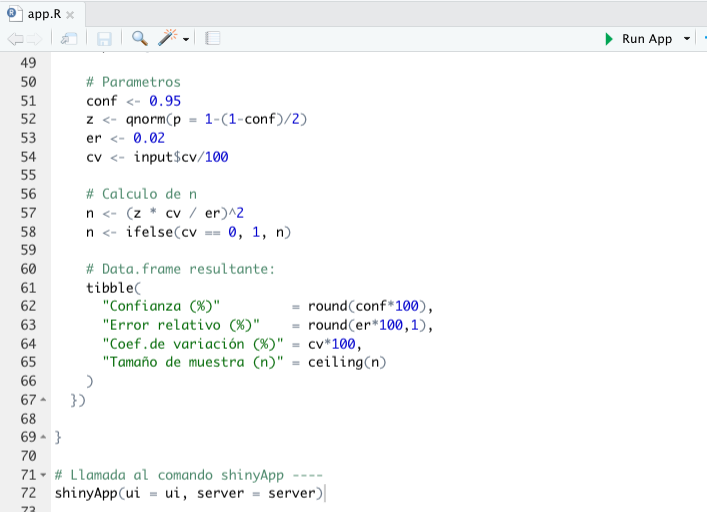 app.R
Run App
49
50 # Parametros
51 conf <- 0.95
52 z <- qnorm(p = 1-(1-conf)/2)
53 er <- 0.02
54 cv <- input$cv/100
55
56 # Calculo de n
57 n <- (z * cv / er)^2
58 n <- ifelse(cv == 0, 1, n)
59
60 # Data.frame resultante:
61 tibble(
62 "Confianza (%)" = round(conf*100),
63 "Error relativo (%)" = round(er*100,1),
64 "Coef.de variación (%)" = cv*100,
65 "Tamaño de muestra (n)" = ceiling(n)
66 )
67 })
68
69 }
70
71 # Llamada al comando shinyApp ----
72 shinyApp(ui = ui, server = server)
73